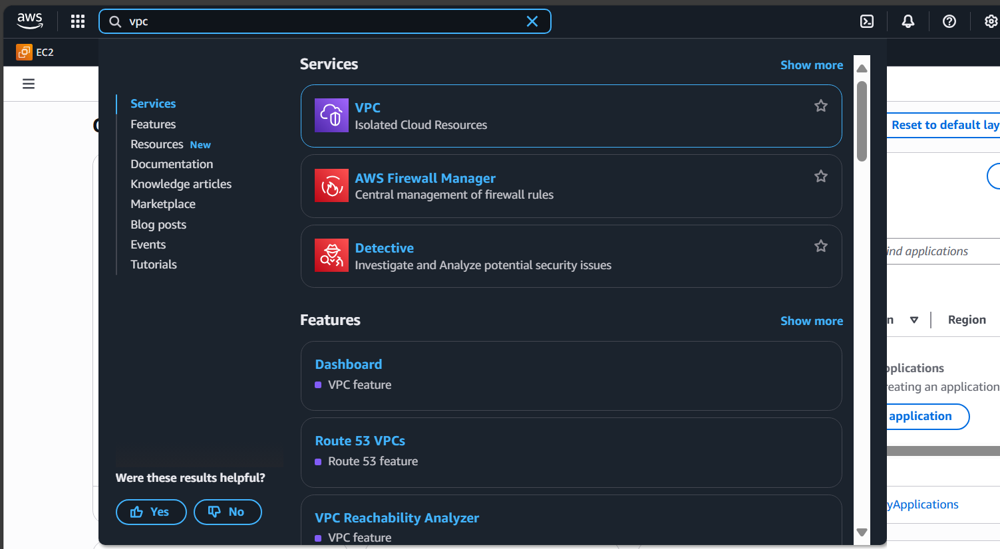 aws
vpc
EC2
Services
Features
Resources New
Documentation
Knowledge articles
Marketplace
Blog posts
Events
Tutorials
Were these results helpful?
Yes
No
Services
Show more
VPC
Isolated Cloud Resources
AWS Firewall Manager
Central management of firewall rules
Detective
Investigate and Analyze potential security issues
Features
Show more
Dashboard
VPC feature
Route 53 VPCs
Route 53 feature
VPC Reachability Analyzer
VPC feature
Reset to default lay
ind applications
n
Region
pplications
reating an application
application
yApplications